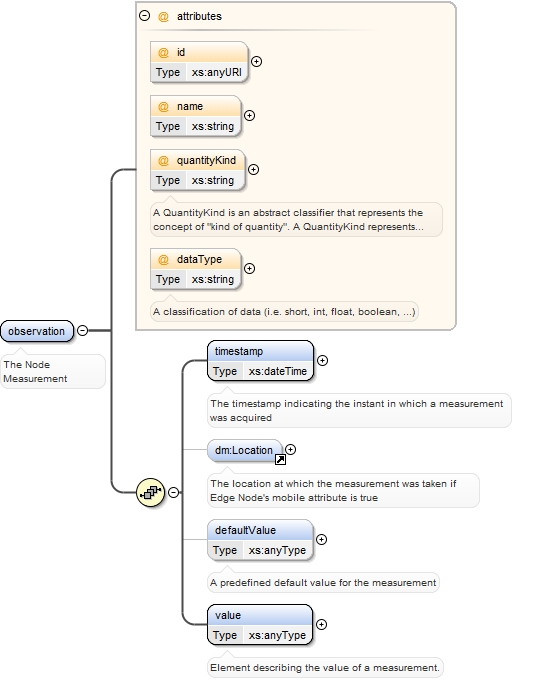 @ attributes
@ id
Type xs:anyURI
@ name
Type xs:string
@ quantityKind
Type xs:string
A QuantityKind is an abstract classifier that represents the
concept of "kind of quantity". A QuantityKind represents...
@ dataType
Type xs:string
A classification of data (i.e. short, int, float, boolean, ...)
observation
The Node
Measurement
timestamp
Type xs:dateTime
The timestamp indicating the instant in which a measurement
was acquired
dm:Location
The location at which the measurement was taken if
Edge Node's mobile attribute is true
defaultValue
Type xs:anyType
A predefined default value for the measurement
value
Type xs:anyType
Element describing the value of a measurement.